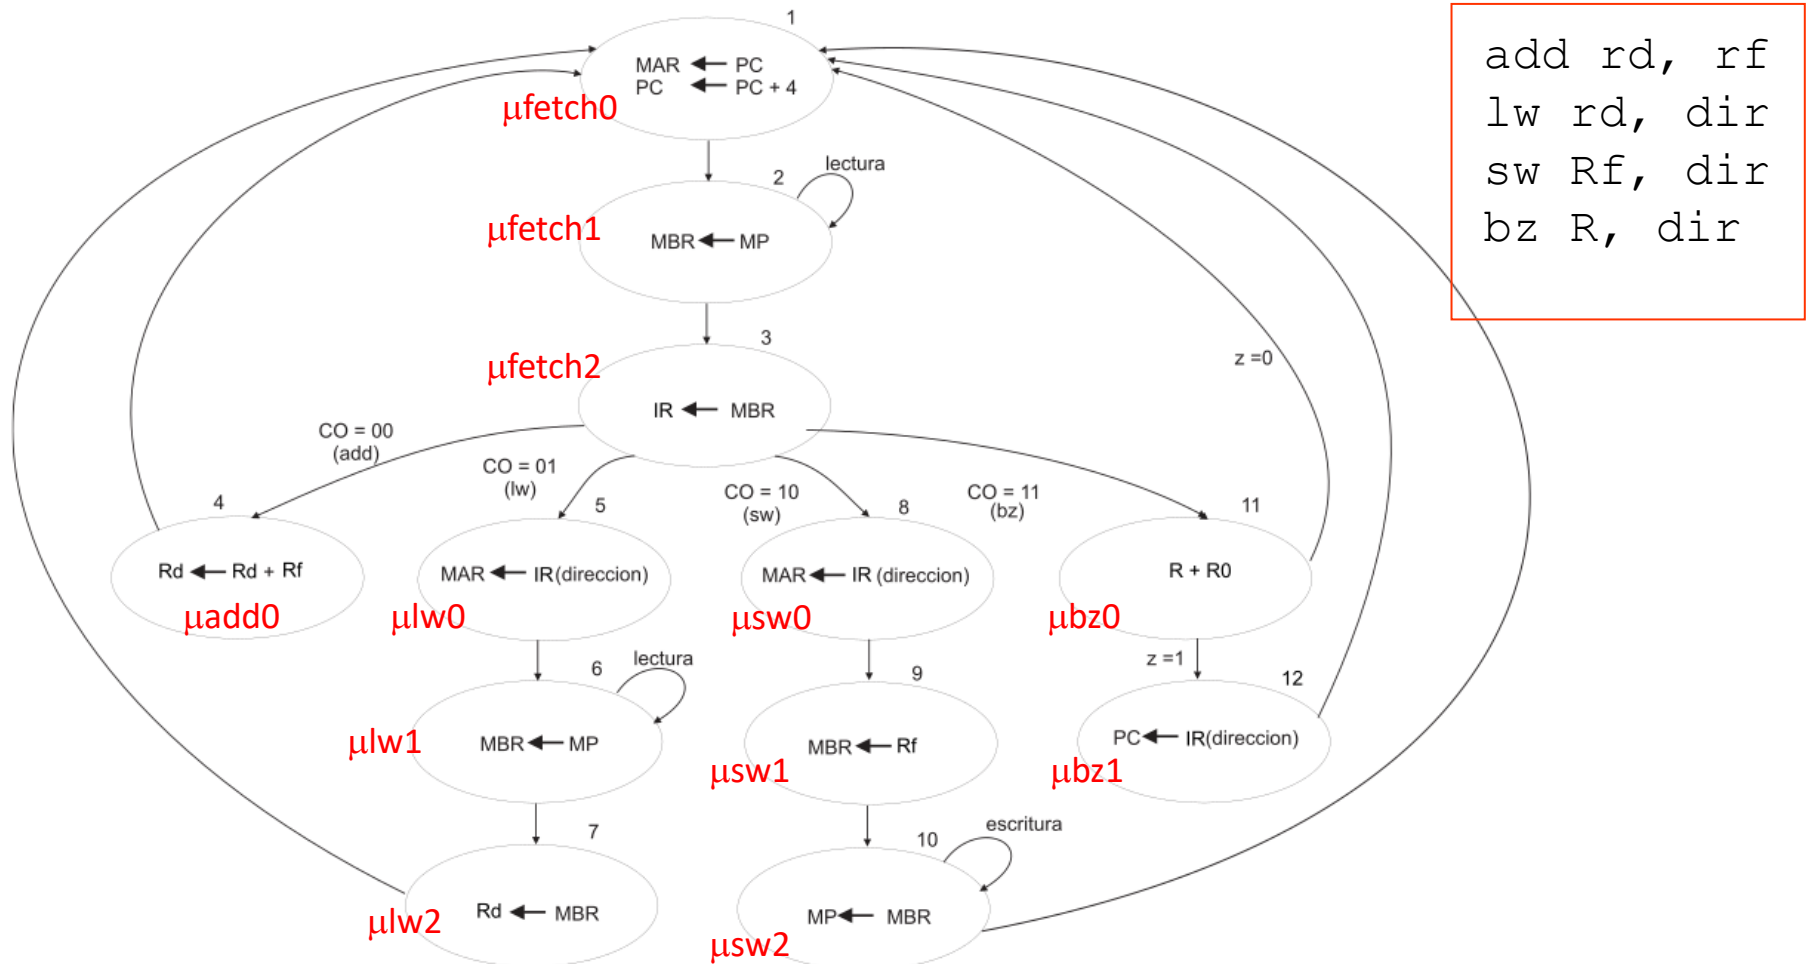 1
MAR ← PC
PC ← PC + 4
µfetch0
add rd, rf
lw rd, dir
sw Rf, dir
bz R, dir
2
lectura
µfetch1
MBR ← MP
3
z =0
µfetch2
IR ← MBR
CO = 00
(add)
CO = 01
(lw)
CO = 10
(sw)
CO = 11
(bz)
4
Rd ← Rd + Rf
µadd0
5
MAR ← IR(direccion)
µlw0
8
MAR ← IR (direccion)
µsw0
11
R + R0
µbz0
z =1
6
lectura
µlw1
MBR ← MP
9
MBR ← Rf
µsw1
12
PC ← IR(direccion)
µbz1
7
Rd ← MBR
µlw2
10
escritura
MP ← MBR
µsw2